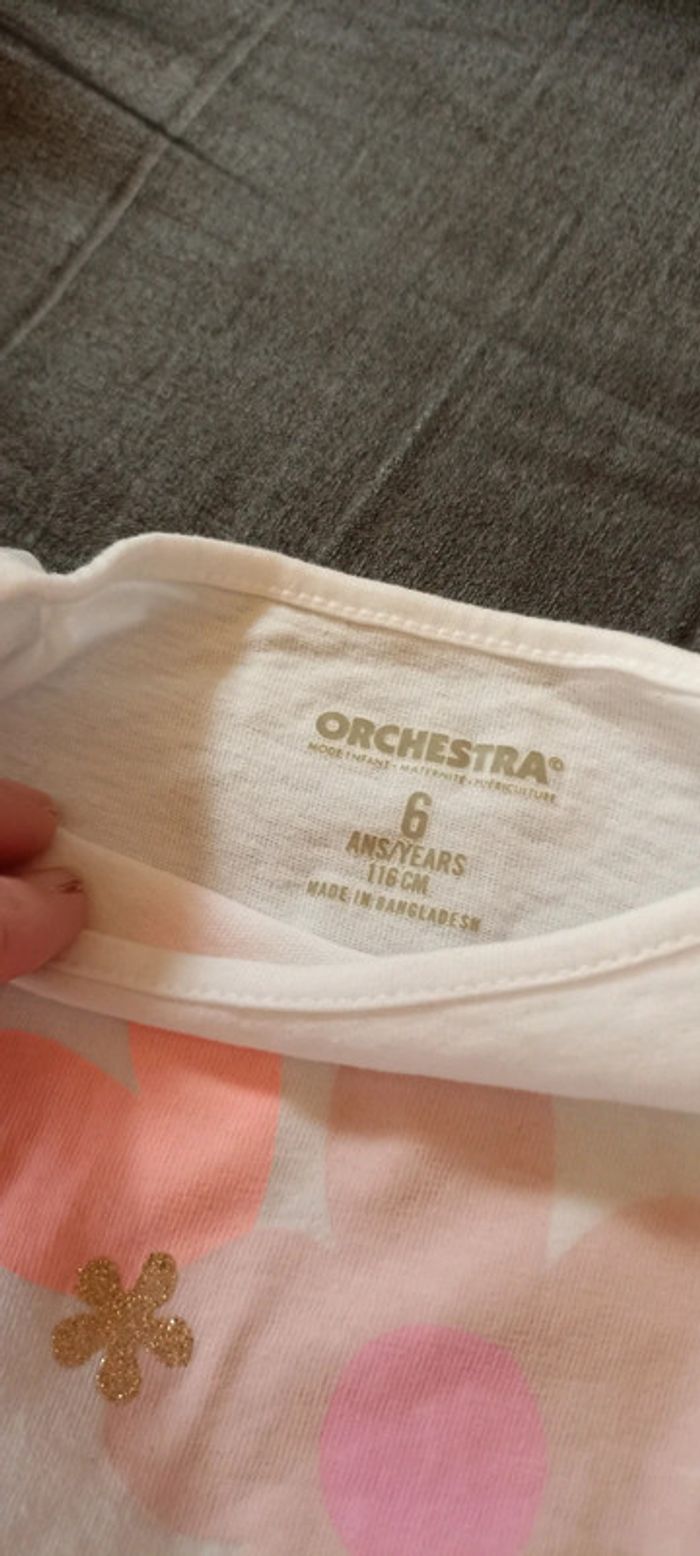 ORCHESTRA®
MODE ENFANT - MATERNITÉ - PUÉRICULTURE
6
ANS/YEARS
116 CM
MADE IN BANGLADESH